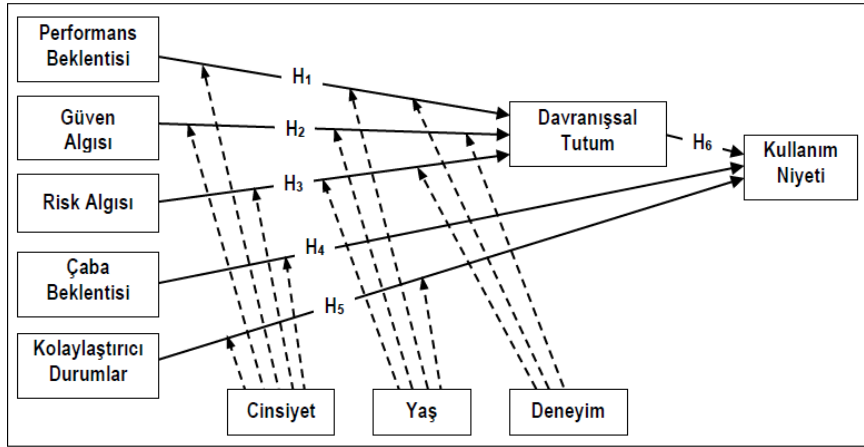 Performans
Beklentisi
H1
Güven
Algısı
H2
Davranışsal
Tutum
H6
Kullanım
Niyeti
Risk Algısı
H3
Çaba
Beklentisi
H4
H5
Kolaylaştırıcı
Durumlar
Cinsiyet
Yaş
Deneyim